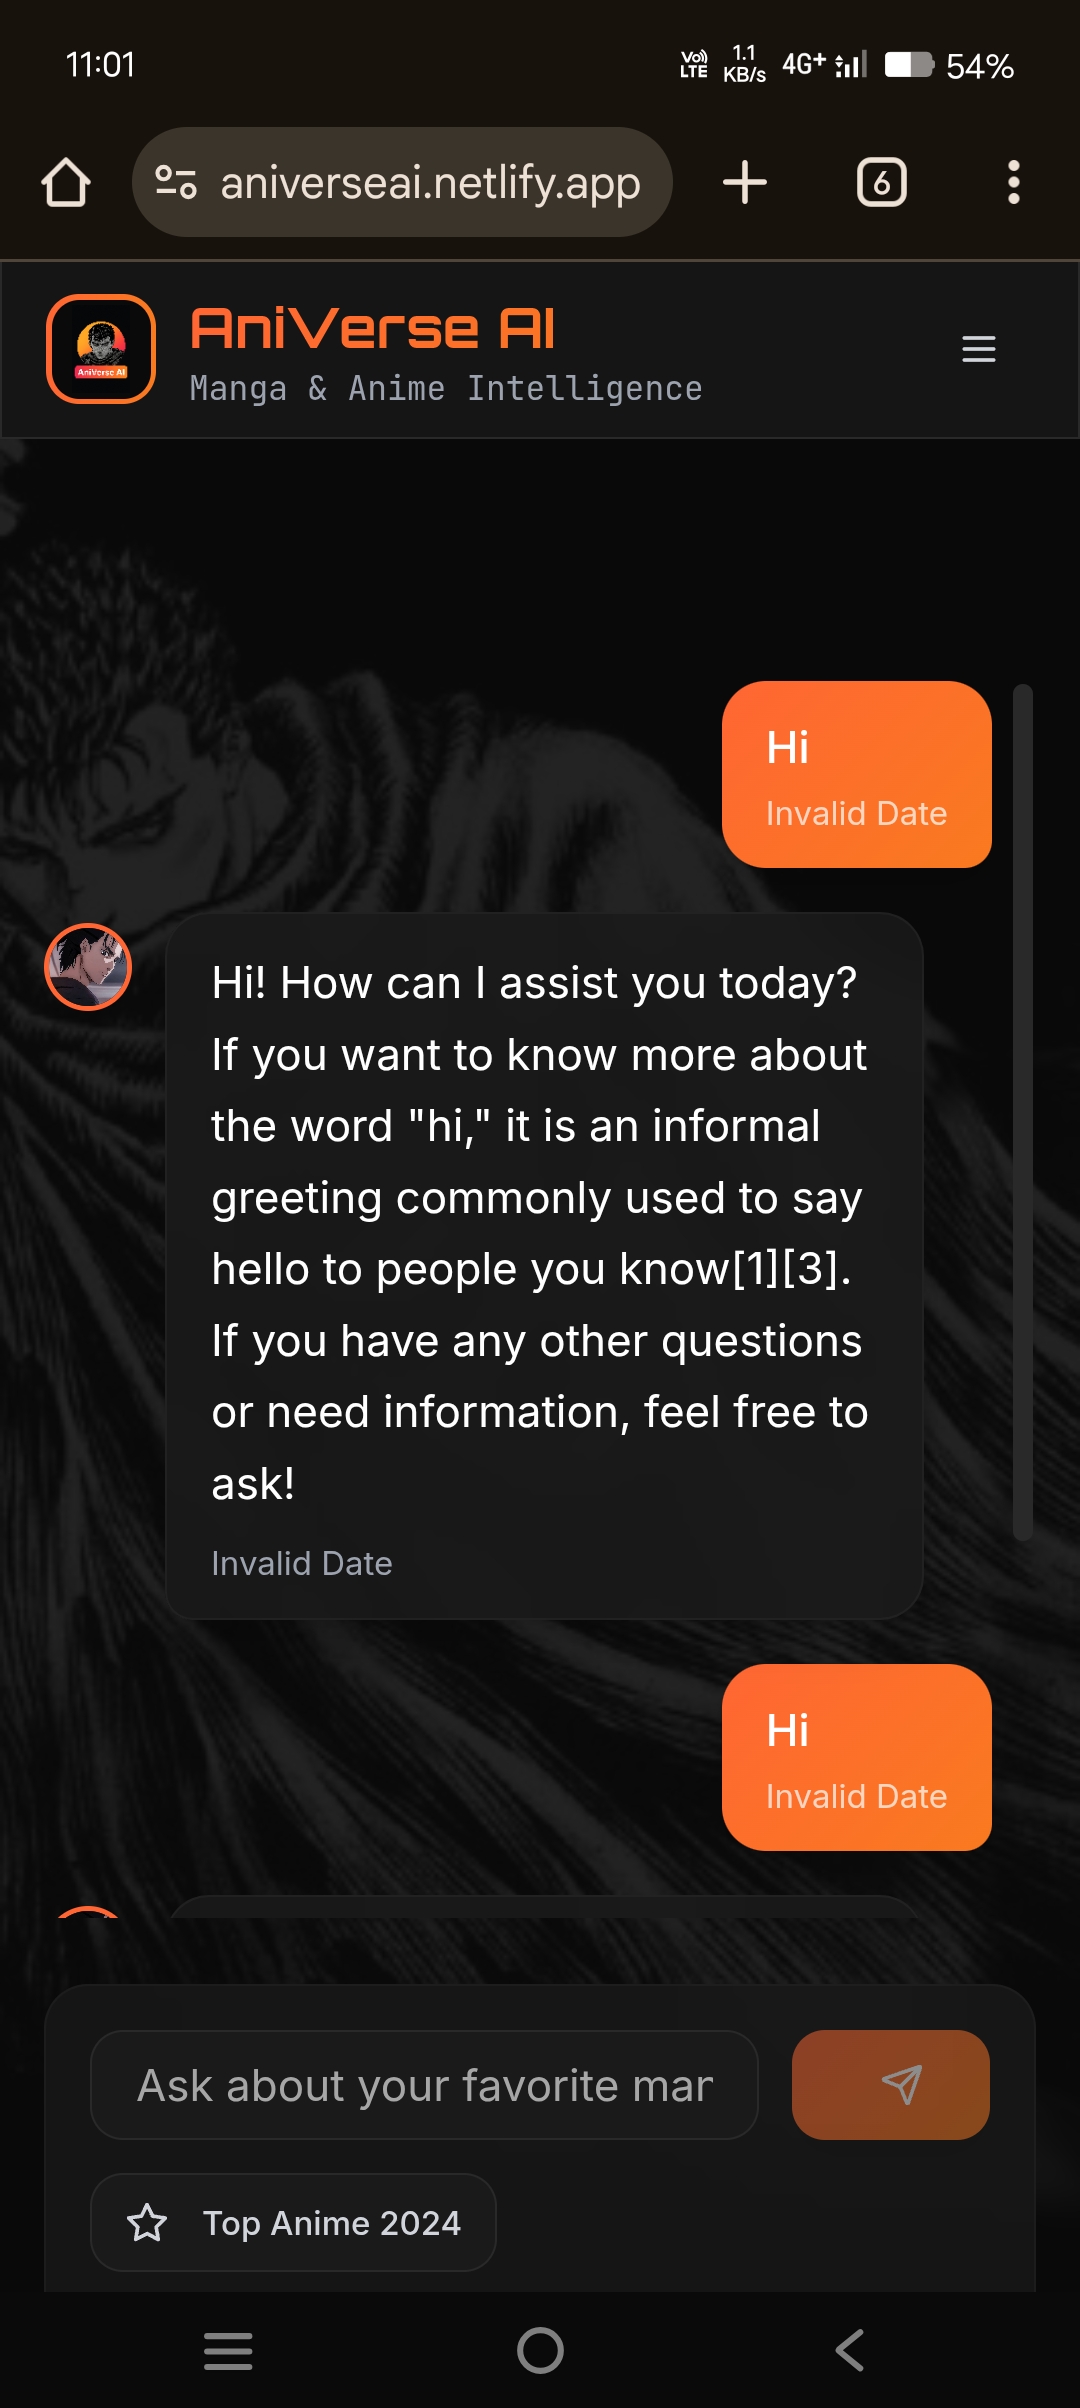 11:01
Vo)) LTE 1.1 KB/s 4G+ 54%
aniverseai.netlify.app
6
AniVerse AI
AniVerse AI
Manga & Anime Intelligence
Hi
Invalid Date
Hi! How can I assist you today?
If you want to know more about
the word "hi," it is an informal
greeting commonly used to say
hello to people you know[1][3].
If you have any other questions
or need information, feel free to
ask!
Invalid Date
Hi
Invalid Date
Ask about your favorite mar
Top Anime 2024